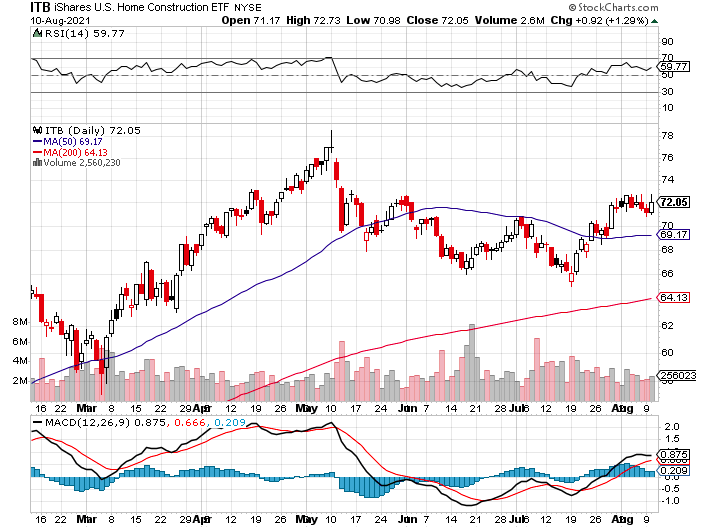 ITB iShares U.S. Home Construction ETF NYSE © StockCharts.com
10-Aug-2021 Open 71.17 High 72.73 Low 70.98 Close 72.05 Volume 2.6M Chg +0.92 (+1.29%)
RSI(14) 59.77
90
70
59.77
50
30
10
ITB (Daily) 72.05
MA(50) 69.17
MA(200) 64.13
Volume 2,560,230
78
76
74
72.05
70
69.17
68
66
64.13
62
60
58
256023
8M
6M
4M
2M
16 22 Mar 8 15 22 29 Apr 12 19 26 May 10 17 24 Jun 7 14 21 28 Jul 6 12 19 26 Aug 9
MACD(12,26,9) 0.875, 0.666, 0.209
2.0
1.5
0.875
0.209
-0.5
-1.0
16 22 Mar 8 15 22 29 Apr 12 19 26 May 10 17 24 Jun 7 14 21 28 Jul 6 12 19 26 Aug 9